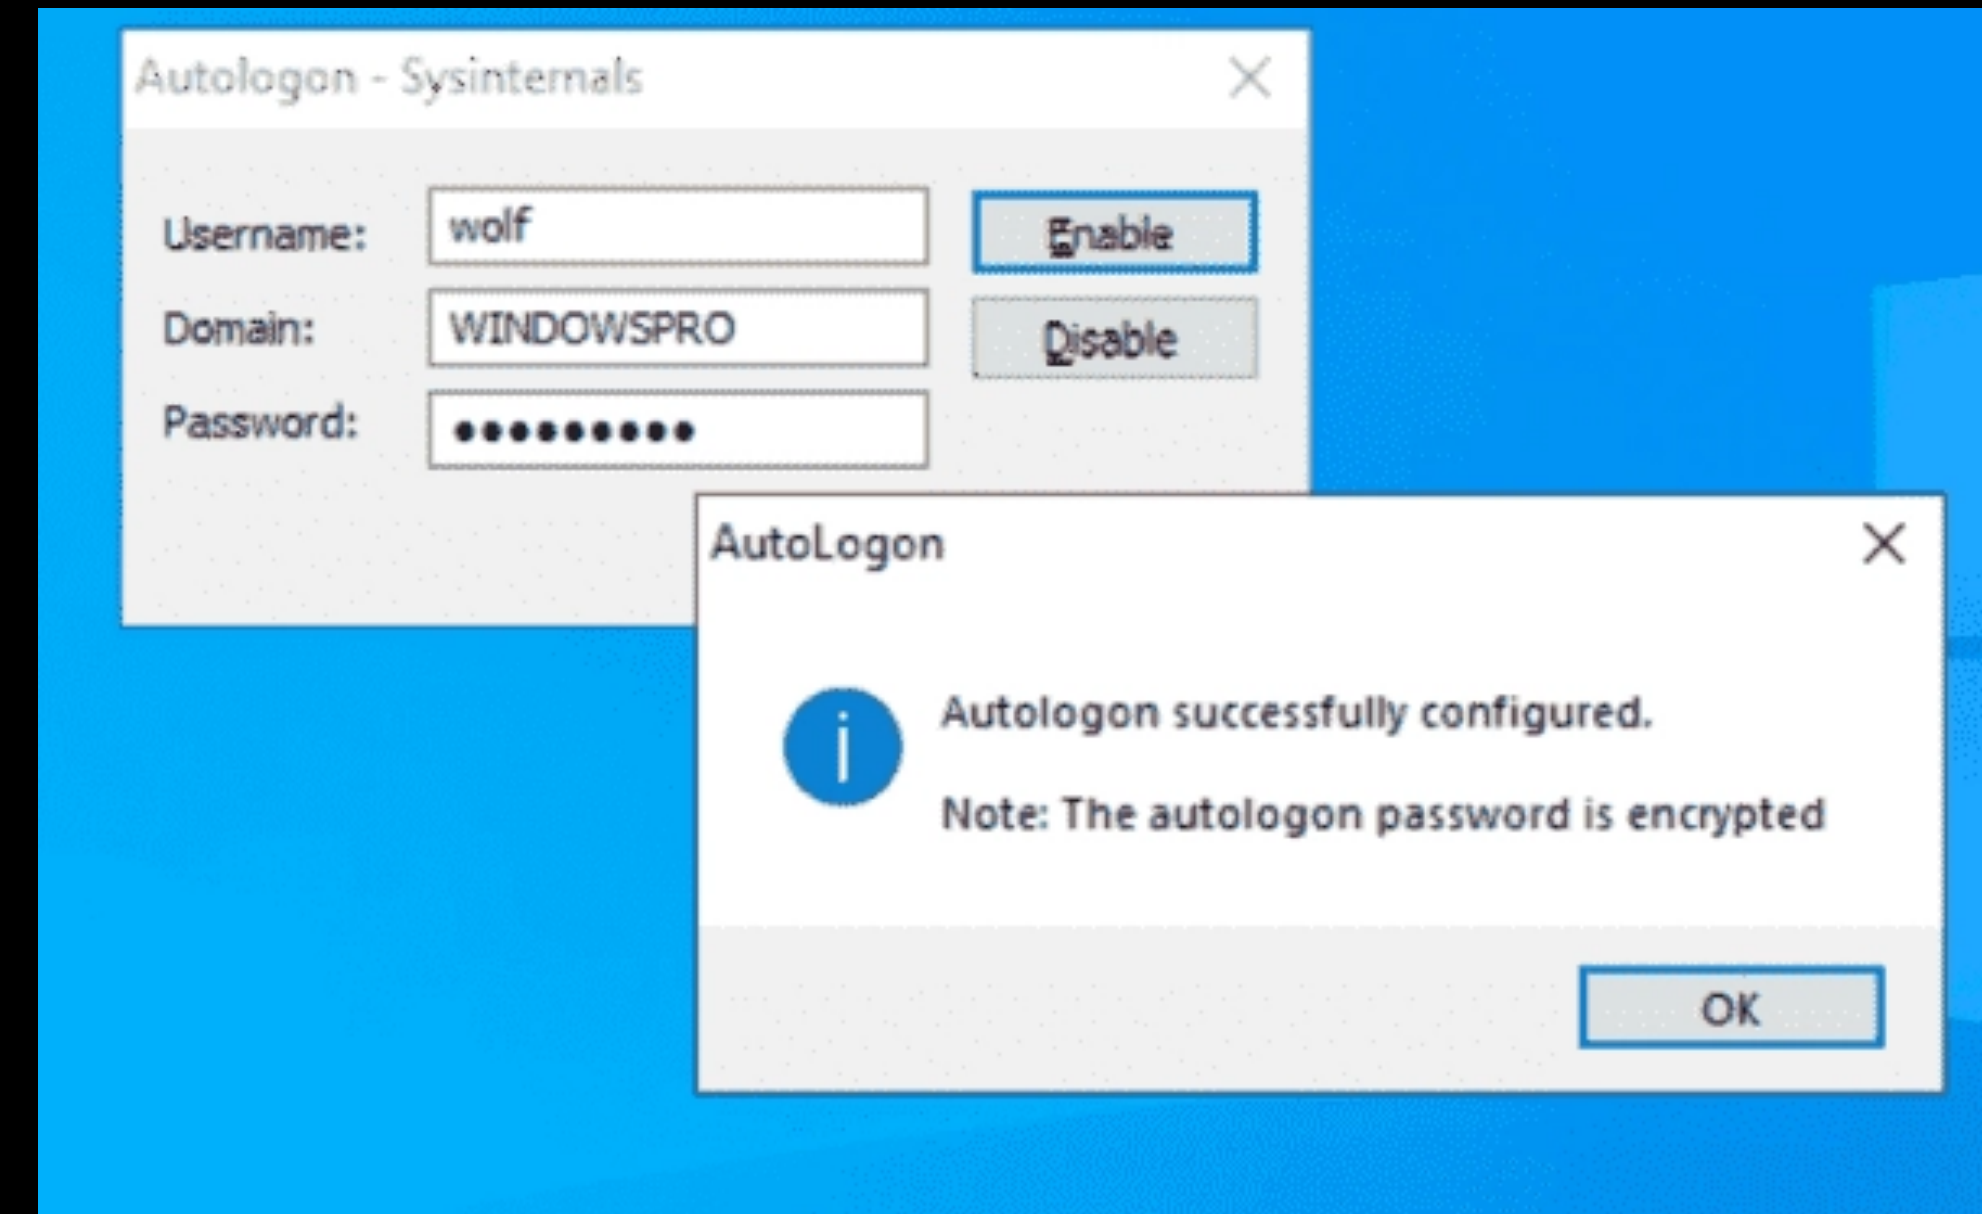 Autologon - Sysinternals
Username: wolf Enable
Domain: WINDOWSPRO Disable
Password: ●●●●●●●●●
AutoLogon
Autologon successfully configured.
Note: The autologon password is encrypted
OK